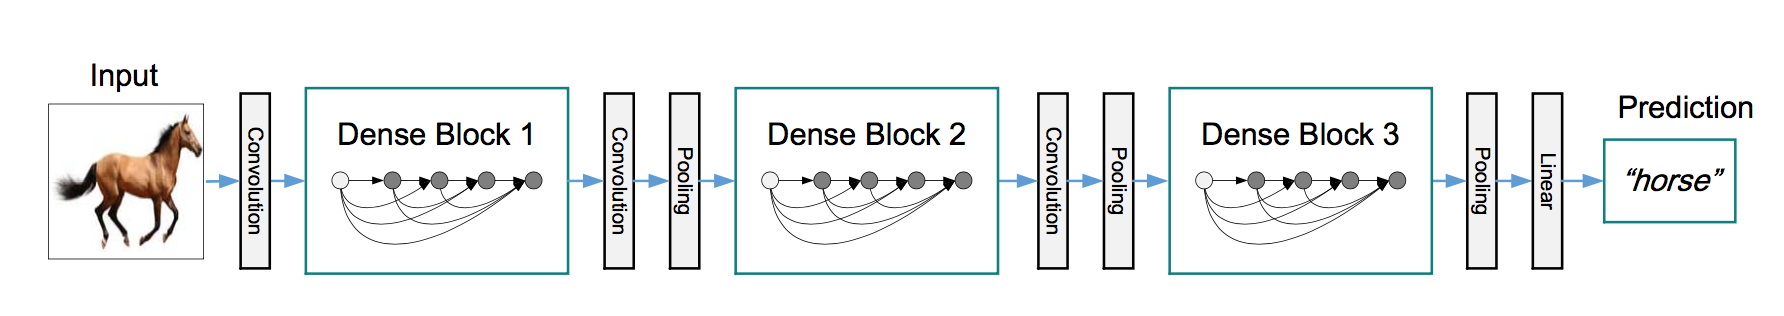 Input
Convolution
Dense Block 1
Convolution
Pooling
Dense Block 2
Convolution
Pooling
Dense Block 3
Pooling
Linear
Prediction
“horse”